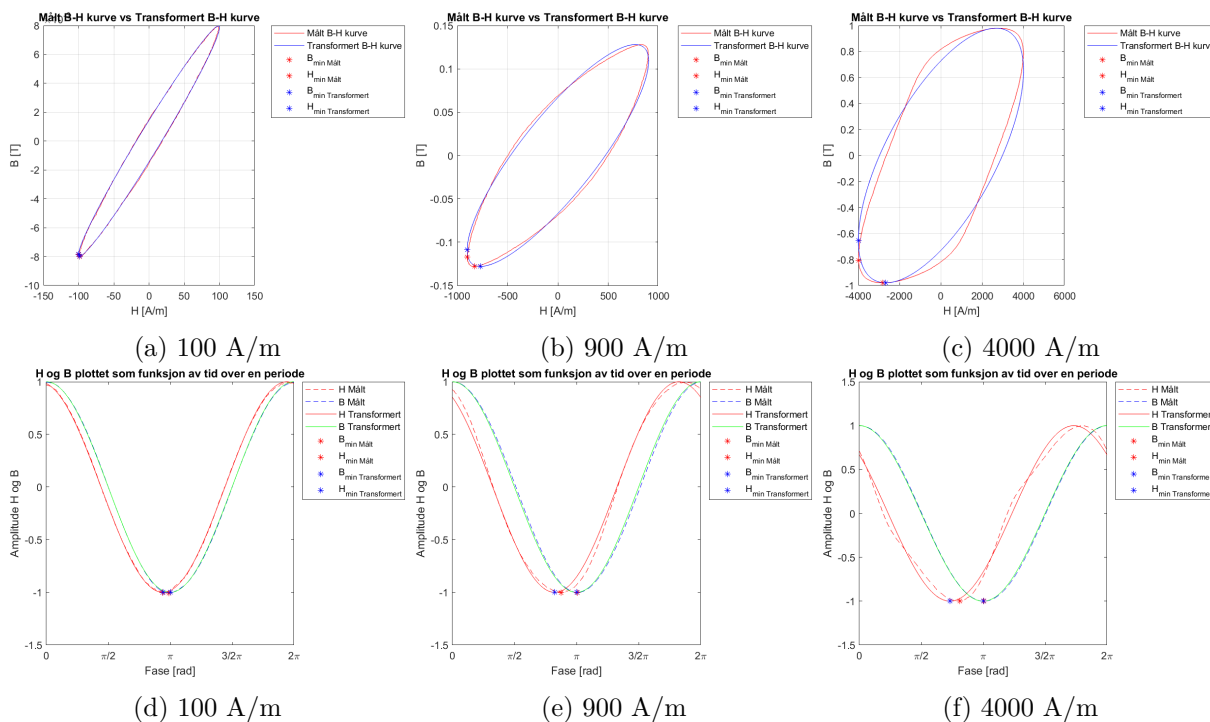 Målt B-H kurve vs Transformert B-H kurve
8
6
4
2
0
-2
-4
-6
-8
-10
B [T]
-150 -100 -50 0 50 100 150
H [A/m]
Målt B-H kurve
Transformert B-H kurve
B min Målt
H min Målt
B min Transformert
H min Transformert
(a) 100 A/m
Målt B-H kurve vs Transformert B-H kurve
0.15
0.1
0.05
0
-0.05
-0.1
-0.15
B [T]
-1000 -500 0 500 1000
H [A/m]
Målt B-H kurve
Transformert B-H kurve
B min Målt
H min Målt
B min Transformert
H min Transformert
(b) 900 A/m
Målt B-H kurve vs Transformert B-H kurve
1
0.8
0.6
0.4
0.2
0
-0.2
-0.4
-0.6
-0.8
-1
B [T]
-4000 -2000 0 2000 4000 6000
H [A/m]
Målt B-H kurve
Transformert B-H kurve
B min Målt
H min Målt
B min Transformert
H min Transformert
(c) 4000 A/m
H og B plottet som funksjon av tid over en periode
1
0.5
0
-0.5
-1
-1.5
Amplitude H og B
0 π/2 π 3/2π 2π
Fase [rad]
H Målt
B Målt
H Transformert
B Transformert
B min Målt
H min Målt
B min Transformert
H min Transformert
(d) 100 A/m
H og B plottet som funksjon av tid over en periode
1
0.5
0
-0.5
-1
-1.5
Amplitude H og B
0 π/2 π 3/2π 2π
Fase [rad]
H Målt
B Målt
H Transformert
B Transformert
B min Målt
H min Målt
B min Transformert
H min Transformert
(e) 900 A/m
H og B plottet som funksjon av tid over en periode
1.5
1
0.5
0
-0.5
-1
-1.5
Amplitude H og B
0 π/2 π 3/2π 2π
Fase [rad]
H Målt
B Målt
H Transformert
B Transformert
B min Målt
H min Målt
B min Transformert
H min Transformert
(f) 4000 A/m